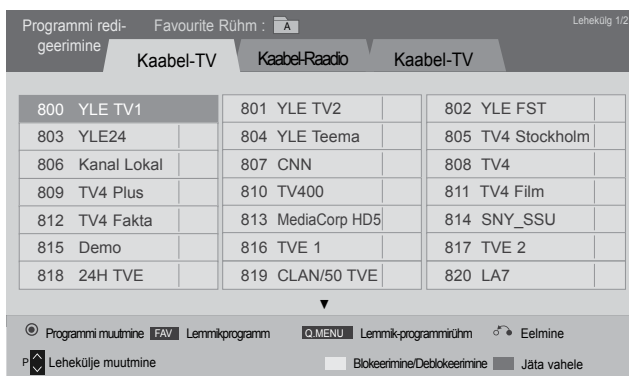 Programmi redi- Favourite Rühm : A Lehekülg 1/2
geerimine
Kaabel-TV Kaabel-Raadio Kaabel-TV
800 YLE TV1 801 YLE TV2 802 YLE FST
803 YLE24 804 YLE Teema 805 TV4 Stockholm
806 Kanal Lokal 807 CNN 808 TV4
809 TV4 Plus 810 TV400 811 TV4 Film
812 TV4 Fakta 813 MediaCorp HD5 814 SNY_SSU
815 Demo 816 TVE 1 817 TVE 2
818 24H TVE 819 CLAN/50 TVE 820 LA7
Programmi muutmine FAV Lemmikprogramm Q.MENU Lemmik-programmirühm Eelmine
P Lehekülje muutmine Blokeerimine/Deblokeerimine Jäta vahele